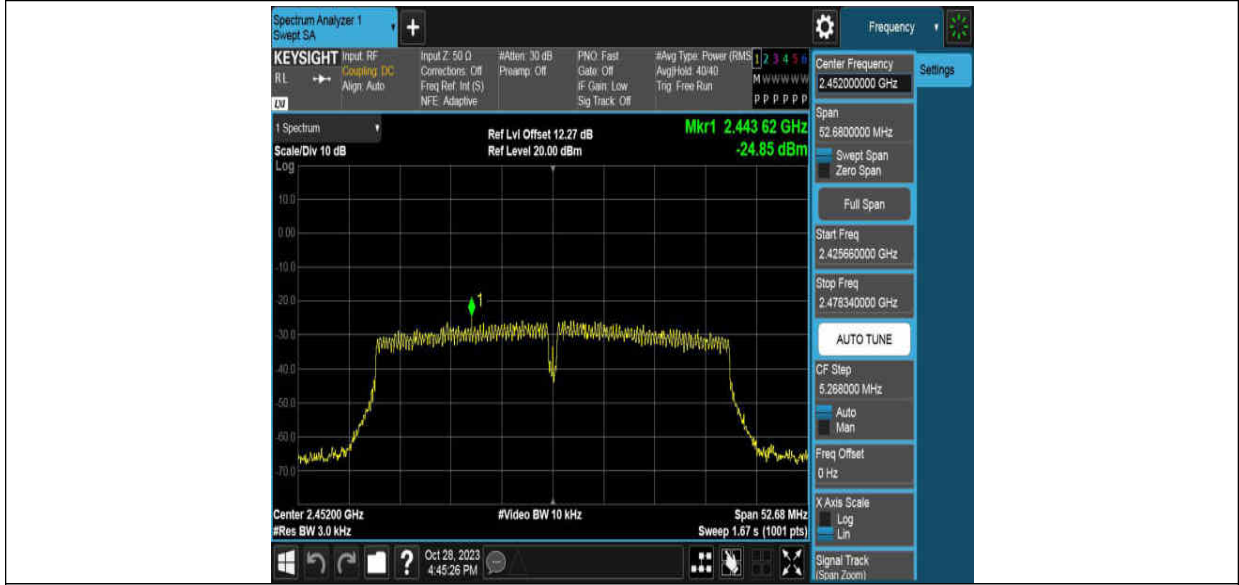 Spectrum Analyzer 1
Swept SA
+
Frequency
KEYSIGHT
RL
LXI
Input: RF
Coupling: DC
Align: Auto
Input Z: 50 Ω
Corrections: Off
Freq Ref: Int (S)
NFE: Adaptive
#Atten: 30 dB
Preamp: Off
PNO: Fast
Gate: Off
IF Gain: Low
Sig Track: Off
#Avg Type: Power (RMS
Avg|Hold: 40/40
Trig: Free Run
1 2 3 4 5 6
M W W W W W
P P P P P P
1 Spectrum
Scale/Div 10 dB
Ref Lvl Offset 12.27 dB
Ref Level 20.00 dBm
Mkr1 2.443 62 GHz
-24.85 dBm
Log
10.0
0.00
-10.0
-20.0
-30.0
-40.0
-50.0
-60.0
-70.0
1
Center 2.45200 GHz
#Res BW 3.0 kHz
#Video BW 10 kHz
Span 52.68 MHz
Sweep 1.67 s (1001 pts)
Oct 28, 2023
4:45:26 PM
?
Center Frequency
2.452000000 GHz
Settings
Span
52.6800000 MHz
Swept Span
Zero Span
Full Span
Start Freq
2.425660000 GHz
Stop Freq
2.478340000 GHz
AUTO TUNE
CF Step
5.268000 MHz
Auto
Man
Freq Offset
0 Hz
X Axis Scale
Log
Lin
Signal Track
(Span Zoom)